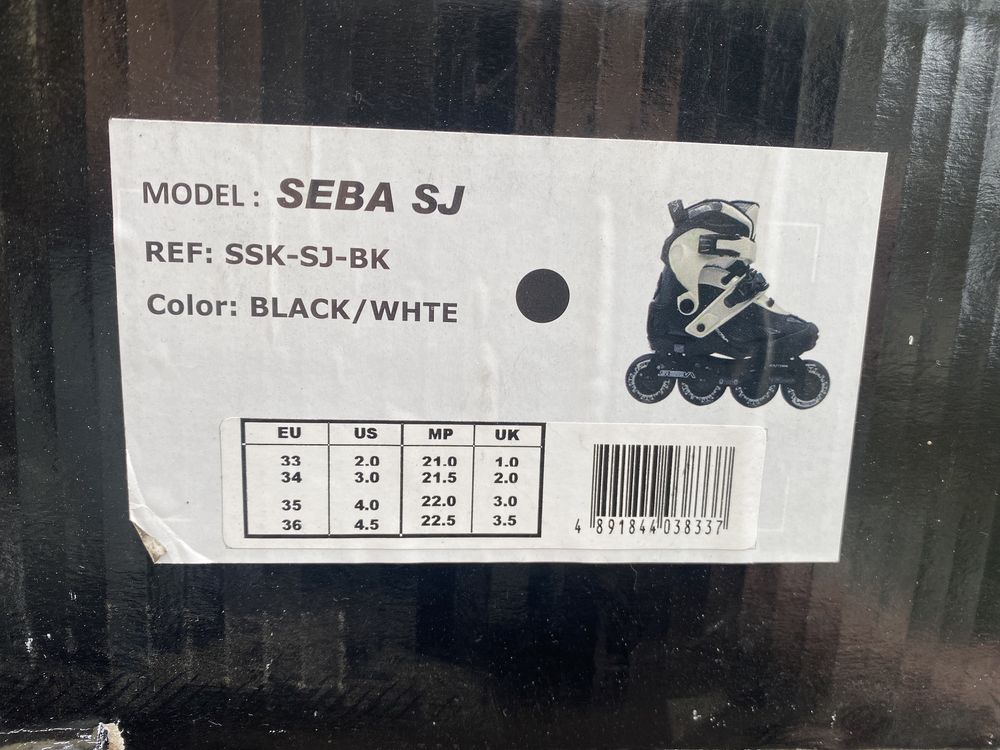 MODEL : SEBA SJ
REF: SSK-SJ-BK
Color: BLACK/WHTE
SEBA
EU US MP UK
33 2.0 21.0 1.0
34 3.0 21.5 2.0
35 4.0 22.0 3.0
36 4.5 22.5 3.5
4 891844 038337